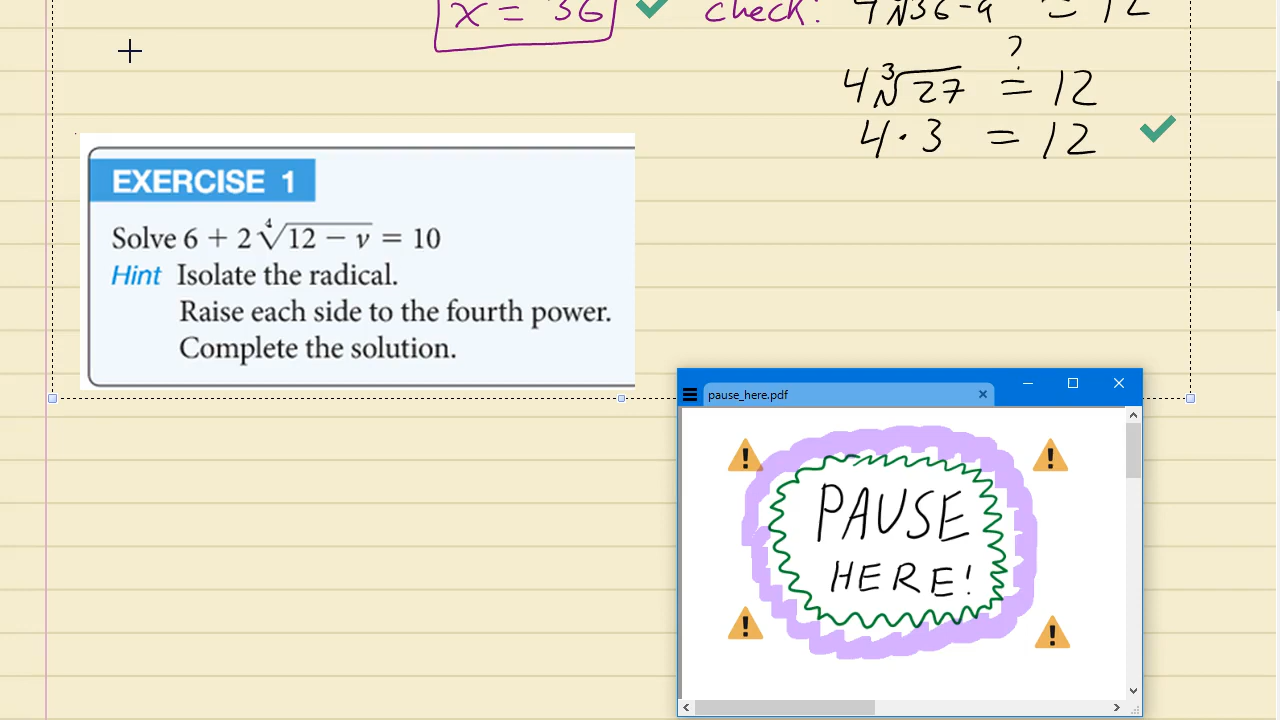 x = 36 ✓ check: 4∛36-9 = 12
?
4∛27 = 12
4 · 3 = 12 ✓
EXERCISE 1
Solve 6 + 2∜12 − v = 10
Hint Isolate the radical.
Raise each side to the fourth power.
Complete the solution.
pause_here.pdf
PAUSE
HERE!